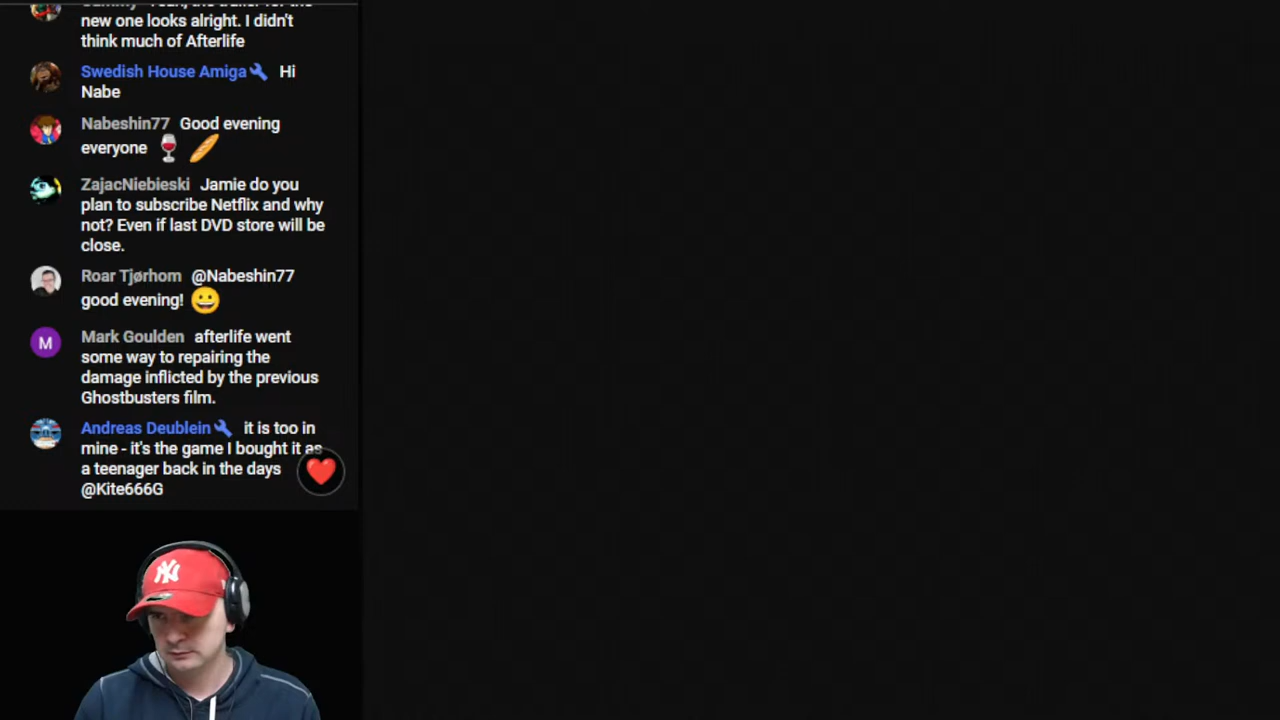 new one looks alright. I didn't
think much of Afterlife
Swedish House Amiga Hi
Nabe
Nabeshin77 Good evening
everyone
ZajacNiebieski Jamie do you
plan to subscribe Netflix and why
not? Even if last DVD store will be
close.
Roar Tjørhom @Nabeshin77
good evening!
M Mark Goulden afterlife went
some way to repairing the
damage inflicted by the previous
Ghostbusters film.
Andreas Deublein it is too in
mine - it's the game I bought it as
a teenager back in the days
@Kite666G
NY